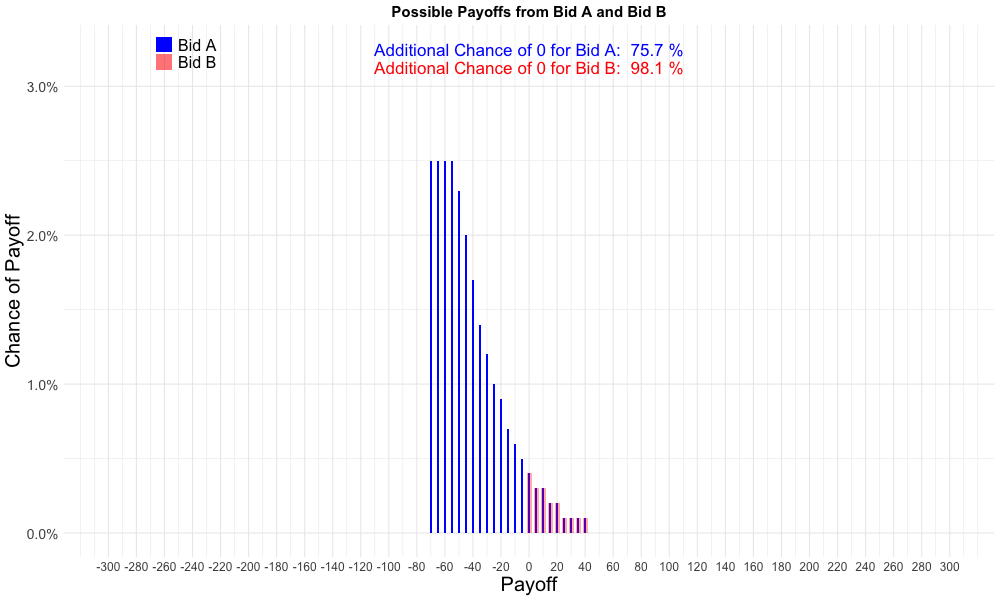 Possible Payoffs from Bid A and Bid B
Bid A
Bid B
Additional Chance of 0 for Bid A:  75.7 %
Additional Chance of 0 for Bid B:  98.1 %
Chance of Payoff
3.0%
2.0%
1.0%
0.0%
-300 -280 -260 -240 -220 -200 -180 -160 -140 -120 -100 -80 -60 -40 -20 0 20 40 60 80 100 120 140 160 180 200 220 240 260 280 300
Payoff